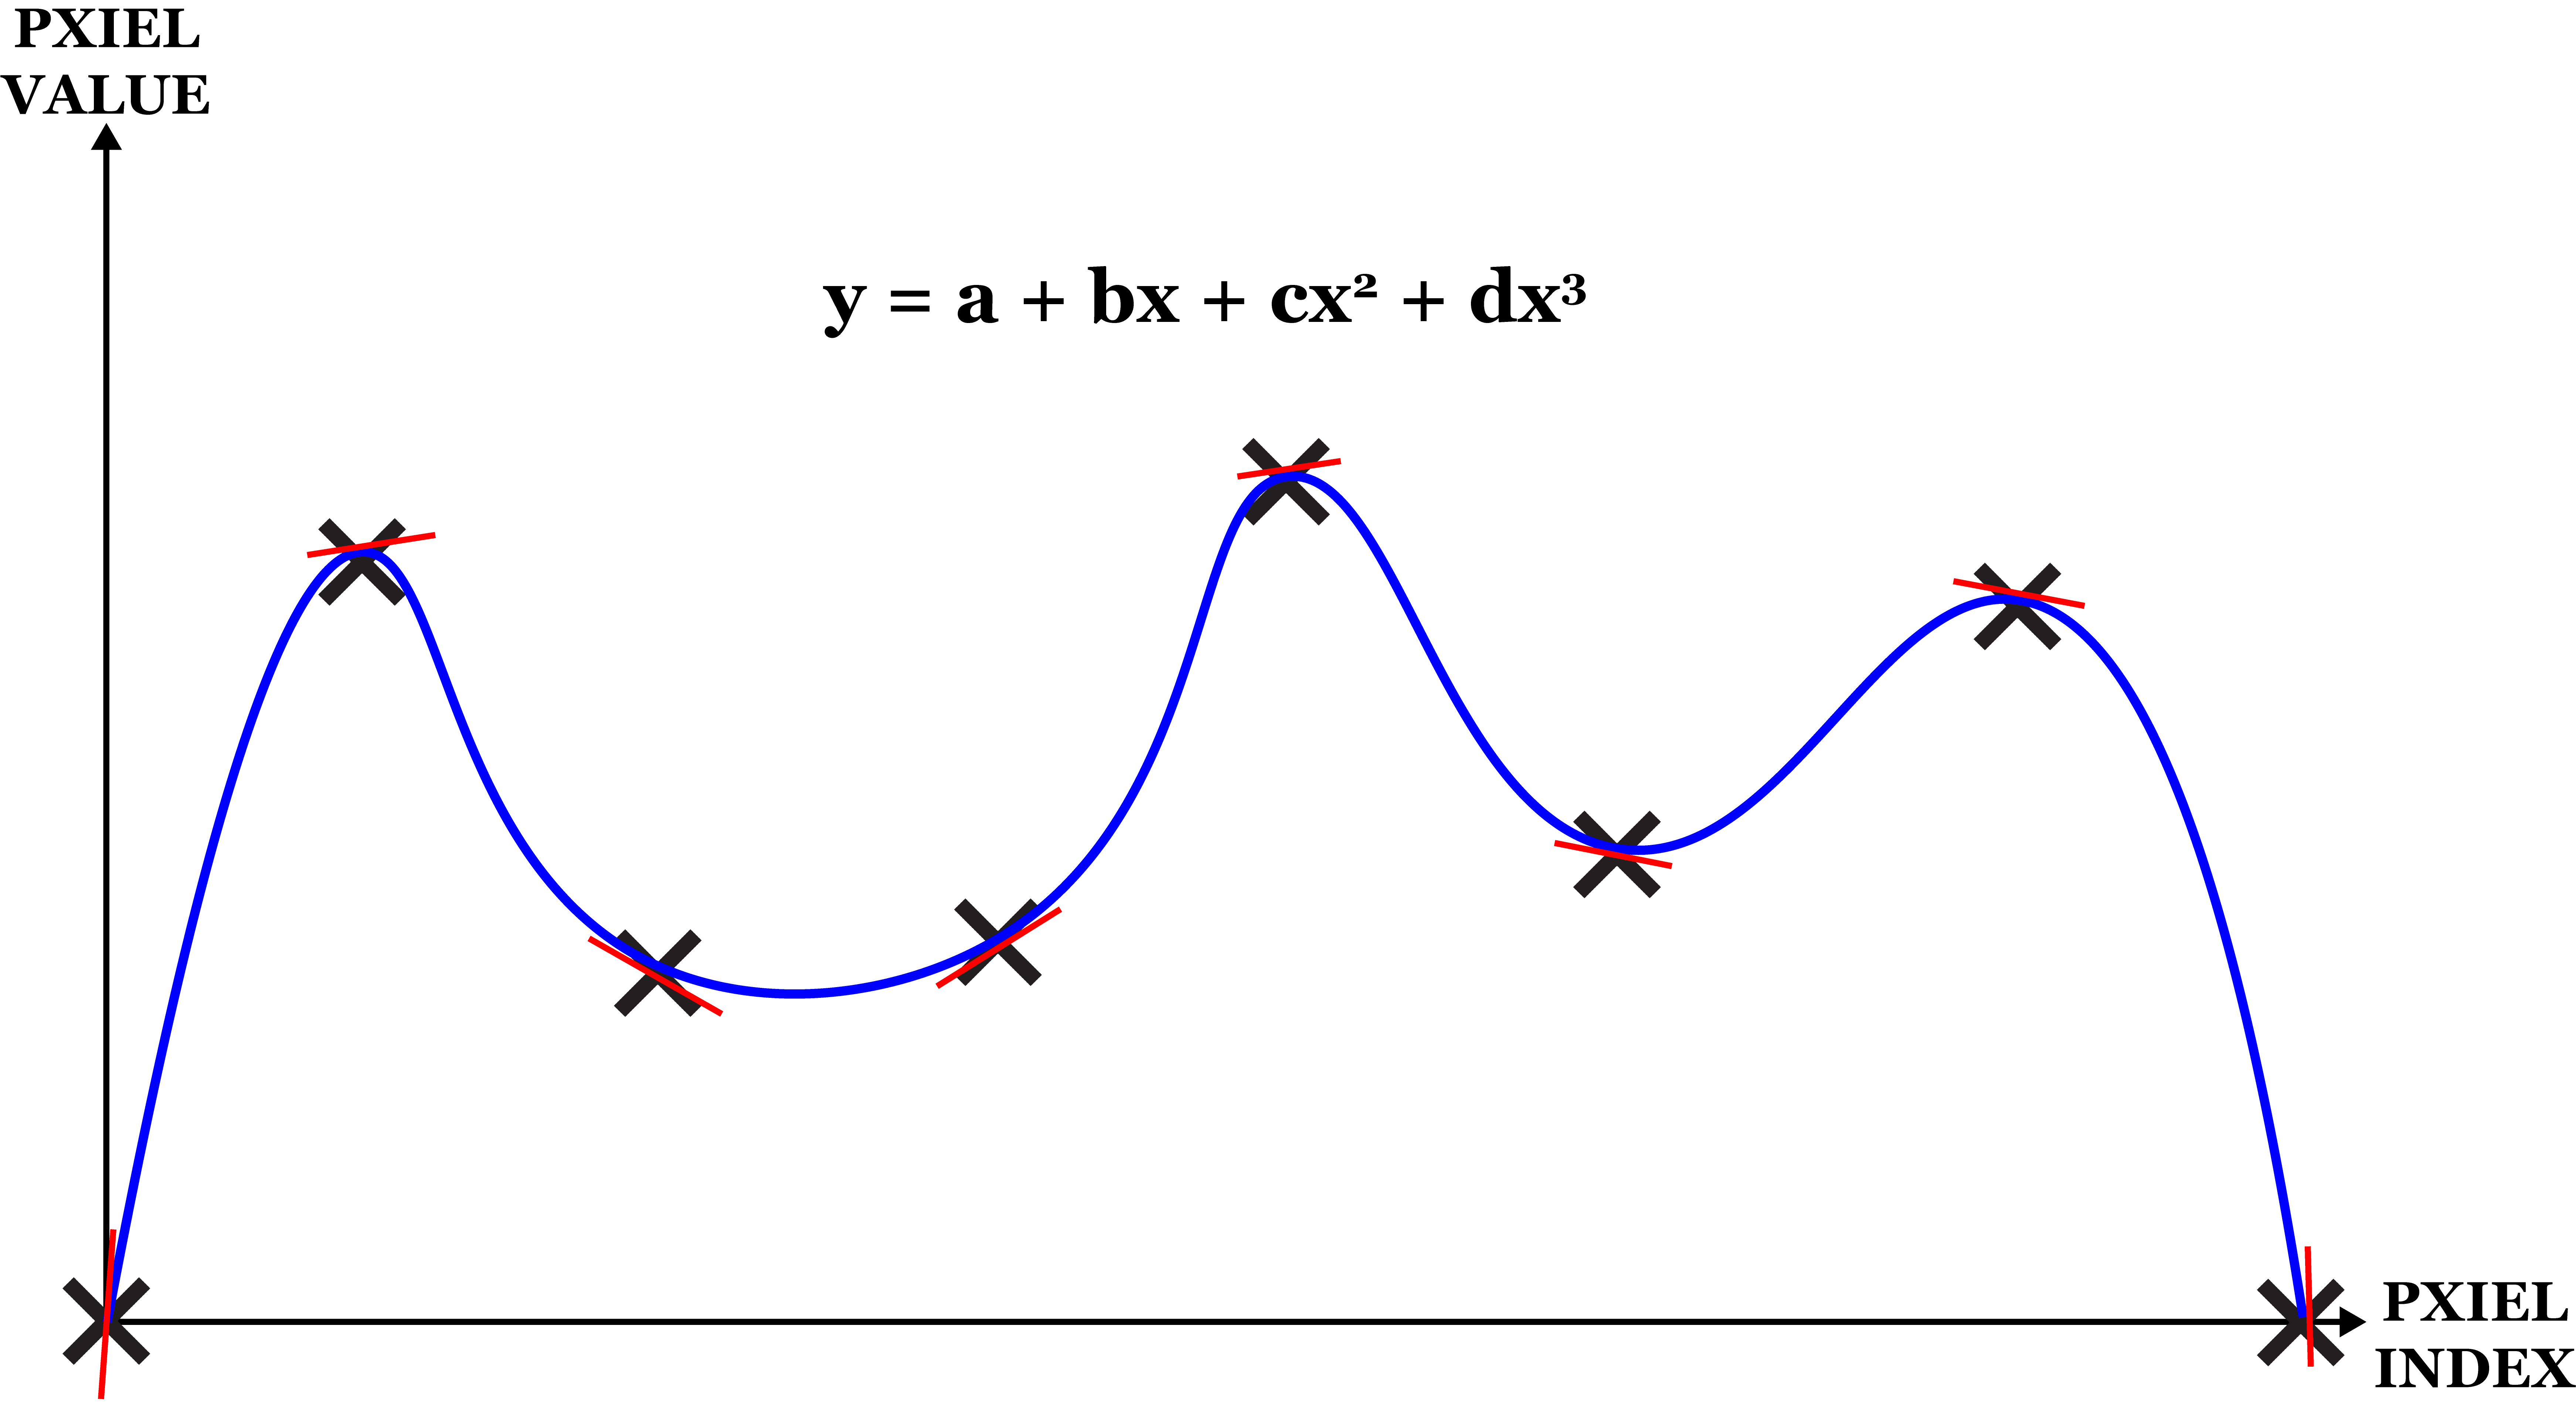 PXIEL
VALUE
y = a + bx + cx² + dx³
PXIEL
INDEX